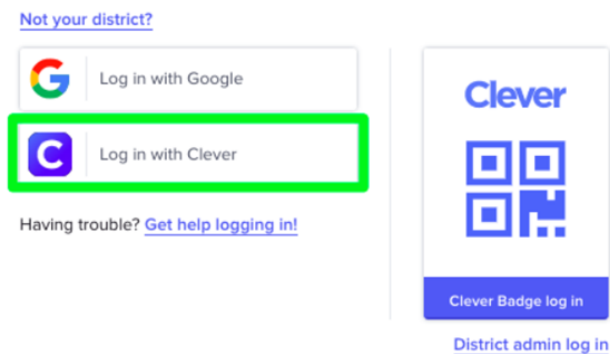 Not your district?
Log in with Google
Log in with Clever
Having trouble? Get help logging in!
Clever
Clever Badge log in
District admin log in